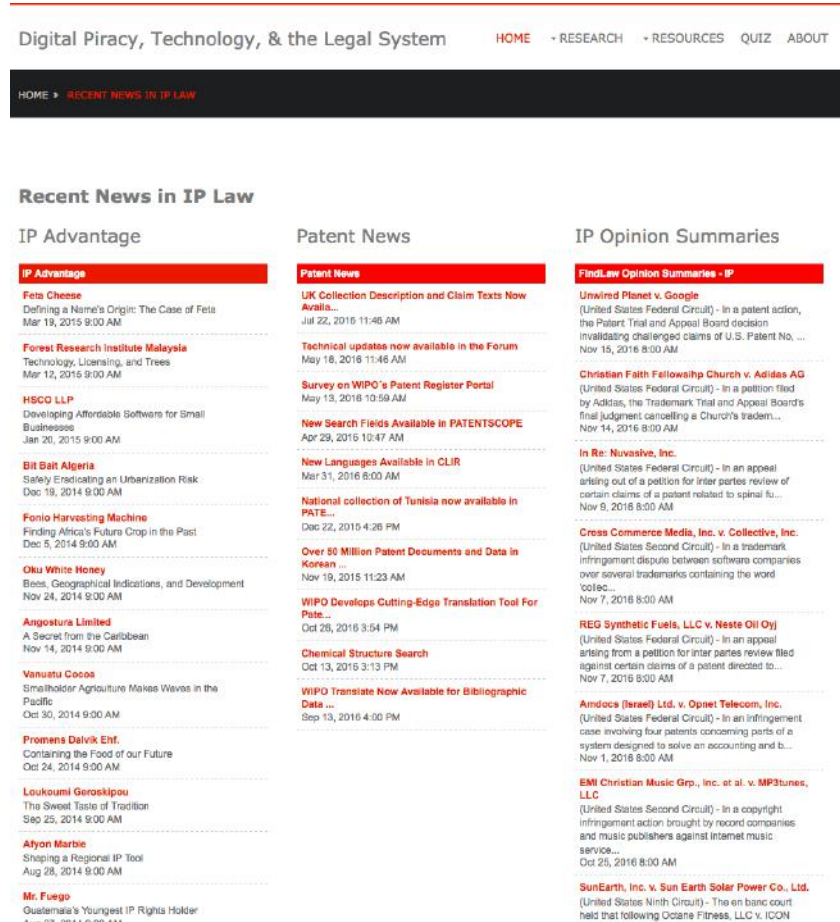 Digital Piracy, Technology, & the Legal System
HOME
RESEARCH
RESOURCES
QUIZ
ABOUT
HOME » RECENT NEWS IN IP LAW
Recent News in IP Law
IP Advantage
IP Advantage
Feta Cheese
Defining a Name's Origin: The Case of Feta
Mar 19, 2015 9:00 AM
Forest Research Institute Malaysia
Technology, Licensing, and Trees
Mar 12, 2015 9:00 AM
HSCO LLP
Developing Affordable Software for Small
Businesses
Jan 20, 2015 9:00 AM
Bit Bait Algeria
Safely Eradicating an Urbanization Risk
Dec 19, 2014 9:00 AM
Fonio Harvesting Machine
Finding Africa's Future Crop in the Past
Dec 5, 2014 9:00 AM
Oku White Honey
Bees, Geographical Indications, and Development
Nov 24, 2014 9:00 AM
Angostura Limited
A Secret from the Caribbean
Nov 14, 2014 9:00 AM
Vanuatu Cocoa
Smallholder Agriculture Makes Waves in the
Pacific
Oct 30, 2014 9:00 AM
Promens Dalvik Ehf.
Containing the Food of our Future
Oct 24, 2014 9:00 AM
Loukoumi Geroskipou
The Sweet Taste of Tradition
Sep 25, 2014 9:00 AM
Afyon Marble
Shaping a Regional IP Tool
Aug 28, 2014 9:00 AM
Mr. Fuego
Guatemala's Youngest IP Rights Holder
Patent News
Patent News
UK Collection Description and Claim Texts Now
Availa...
Jul 22, 2016 11:46 AM
Technical updates now available in the Forum
May 18, 2016 11:46 AM
Survey on WIPO's Patent Register Portal
May 13, 2016 10:59 AM
New Search Fields Available in PATENTSCOPE
Apr 29, 2016 10:47 AM
New Languages Available in CLIR
Mar 31, 2016 6:00 AM
National collection of Tunisia now available in
PATE...
Dec 22, 2015 4:26 PM
Over 50 Million Patent Documents and Data in
Korean ...
Nov 19, 2015 11:23 AM
WIPO Develops Cutting-Edge Translation Tool For
Pate...
Oct 26, 2016 3:54 PM
Chemical Structure Search
Oct 13, 2016 3:13 PM
WIPO Translate Now Available for Bibliographic
Data ...
Sep 13, 2016 4:00 PM
IP Opinion Summaries
FindLaw Opinion Summaries - IP
Unwired Planet v. Google
(United States Federal Circuit) - In a patent action,
the Patent Trial and Appeal Board decision
invalidating challenged claims of U.S. Patent No, ...
Nov 15, 2016 8:00 AM
Christian Faith Fellowsihp Church v. Adidas AG
(United States Federal Circuit) - In a petition filed
by Adidas, the Trademark Trial and Appeal Board's
final judgment cancelling a Church's tradem...
Nov 14, 2016 8:00 AM
In Re: Nuvasive, Inc.
(United States Federal Circuit) - In an appeal
arising out of a petition for inter partes review of
certain claims of a patent related to spinal fu...
Nov 9, 2016 8:00 AM
Cross Commerce Media, Inc. v. Collective, Inc.
(United States Second Circuit) - In a trademark
infringement dispute between software companies
over several trademarks containing the word
'collec...
Nov 7, 2016 8:00 AM
REG Synthetic Fuels, LLC v. Neste Oil Oyj
(United States Federal Circuit) - In an appeal
arising from a petition for inter partes review filed
against certain claims of a patent directed to...
Nov 7, 2016 8:00 AM
Amdocs (Israel) Ltd. v. Opnet Telecom, Inc.
(United States Federal Circuit) - In an infringement
case involving four patents concerning parts of a
system designed to solve an accounting and b...
Nov 1, 2016 8:00 AM
EMI Christian Music Grp., Inc. et al. v. MP3tunes,
LLC
(United States Second Circuit) - In a copyright
infringement action brought by record companies
and music publishers against internet music
service...
Oct 25, 2016 8:00 AM
SunEarth, Inc. v. Sun Earth Solar Power Co., Ltd.
(United States Ninth Circuit) - The en banc court
held that following Octane Fitness, LLC v. ICON